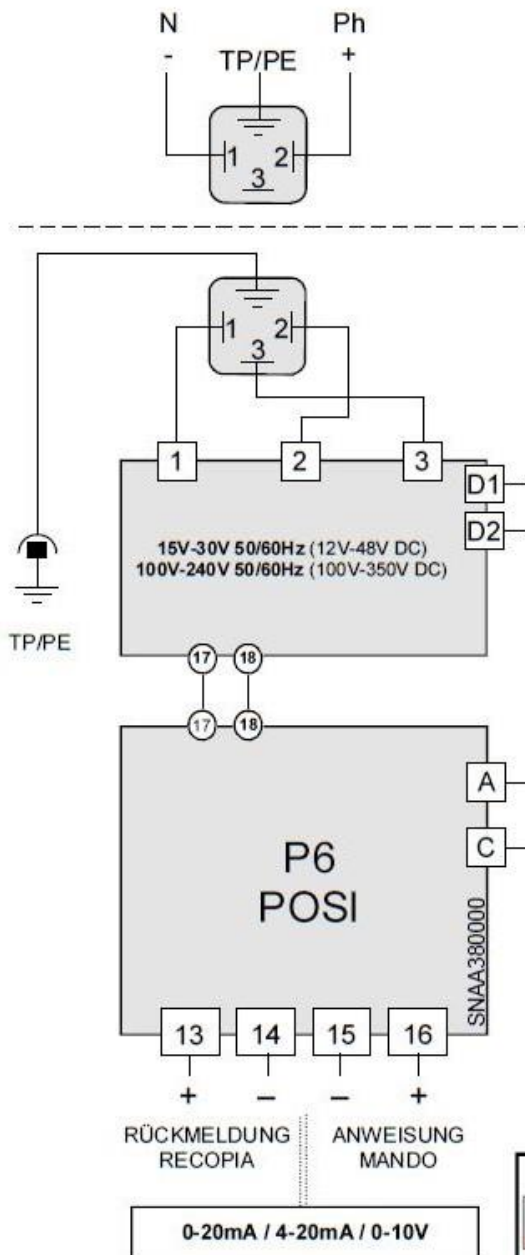 N Ph
- TP/PE +
1 2
3
1 2
3
1 2 3
D1
15V-30V 50/60Hz (12V-48V DC)
D2
100V-240V 50/60Hz (100V-350V DC)
TP/PE
17 18
17 18
A
P6
C
POSI
SNAA380000
13 14 15 16
+ – – +
RÜCKMELDUNG ANWEISUNG
RECOPIA MANDO
0-20mA / 4-20mA / 0-10V